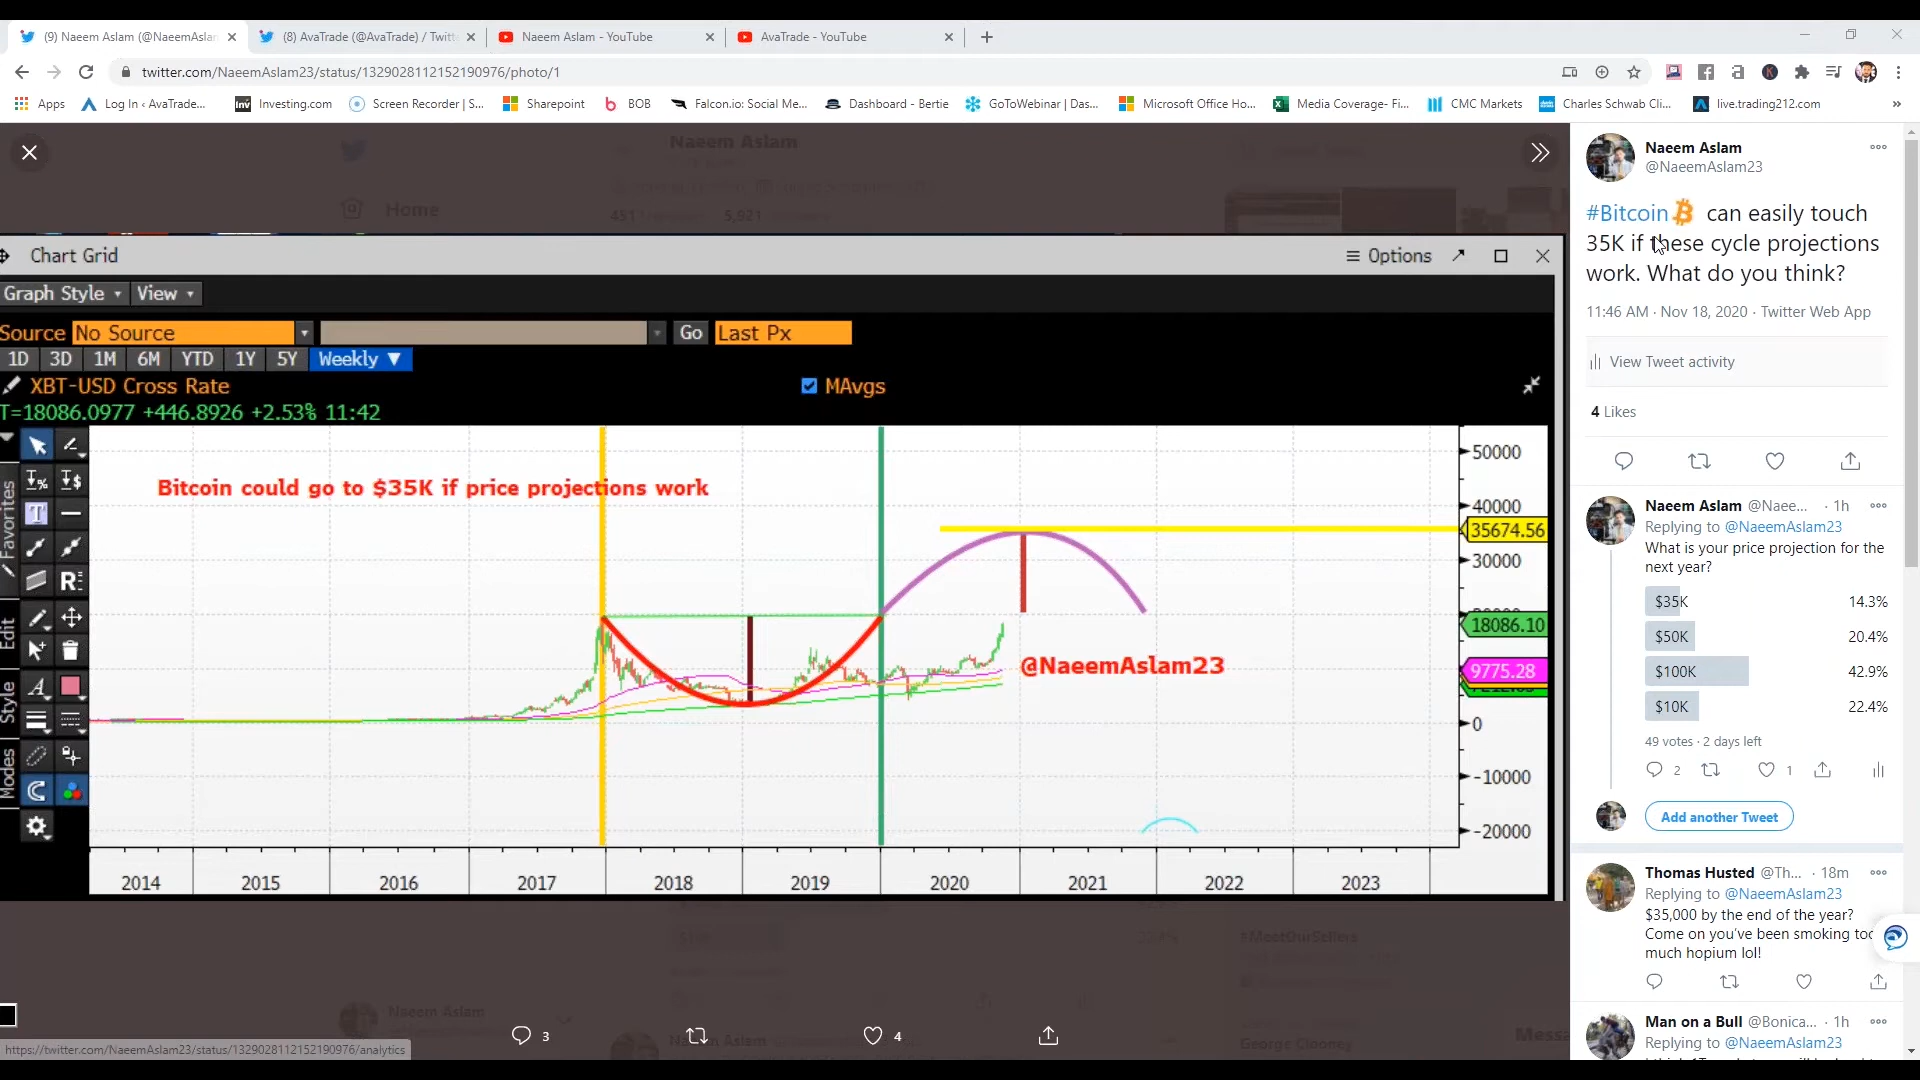 (9) Naeem Aslam (@NaeemAslam
(8) AvaTrade (@AvaTrade) / Twitt
Naeem Aslam - YouTube
AvaTrade - YouTube
twitter.com/NaeemAslam23/status/1329028112152190976/photo/1
Apps
Log In ‹ AvaTrade...
Investing.com
Screen Recorder | S...
Sharepoint
BOB
Falcon.io: Social Me...
Dashboard - Bertie
GoToWebinar | Das...
Microsoft Office Ho...
Media Coverage- Fi...
CMC Markets
Charles Schwab Cli...
live.trading212.com
Naeem Aslam
Home
Chart Grid
Options
Graph Style
View
Source No Source
Go
Last Px
1D 3D 1M 6M YTD 1Y 5Y Weekly ▼
XBT-USD Cross Rate
MAvgs
T=18086.0977 +446.8926 +2.53% 11:42
Favorites
Edit
Style
Modes
Bitcoin could go to $35K if price projections work
@NaeemAslam23
50000
40000
35674.56
30000
18086.10
9775.28
0
-10000
-20000
2014 2015 2016 2017 2018 2019 2020 2021 2022 2023
3
4
https://twitter.com/NaeemAslam23/status/1329028112152190976/analytics
Naeem Aslam
@NaeemAslam23
#Bitcoin can easily touch
35K if these cycle projections
work. What do you think?
11:46 AM · Nov 18, 2020 · Twitter Web App
View Tweet activity
4 Likes
Naeem Aslam @Naee... · 1h
Replying to @NaeemAslam23
What is your price projection for the
next year?
$35K 14.3%
$50K 20.4%
$100K 42.9%
$10K 22.4%
49 votes · 2 days left
2
1
Add another Tweet
Thomas Husted @Th... · 18m
Replying to @NaeemAslam23
$35,000 by the end of the year?
Come on you've been smoking too
much hopium lol!
Man on a Bull @Bonica... · 1h
Replying to @NaeemAslam23
Naeem Aslam
George Clooney